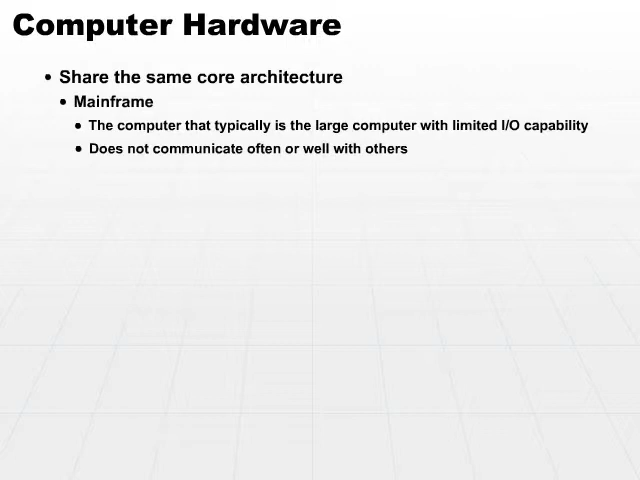 Computer Hardware
• Share the same core architecture
• Mainframe
• The computer that typically is the large computer with limited I/O capability
• Does not communicate often or well with others